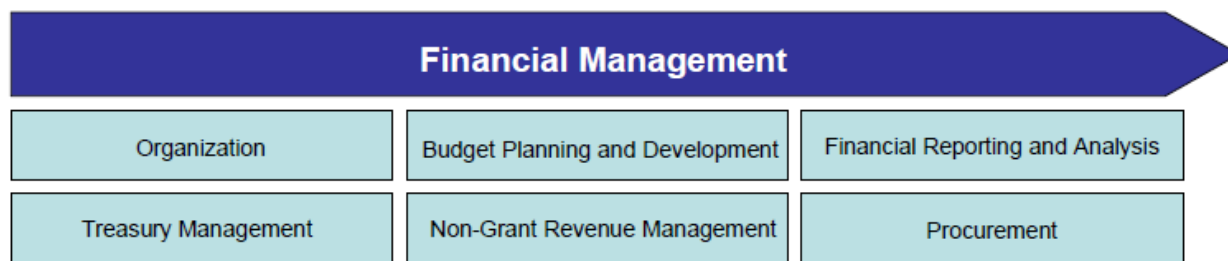 Financial Management
Organization
Budget Planning and Development
Financial Reporting and Analysis
Treasury Management
Non-Grant Revenue Management
Procurement